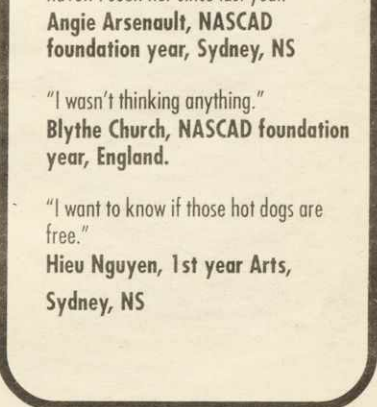 Angie Arsenault, NASCAD
foundation year, Sydney, NS
"I wasn't thinking anything."
Blythe Church, NASCAD foundation
year, England.
"I want to know if those hot dogs are
free."
Hieu Nguyen, 1st year Arts,
Sydney, NS